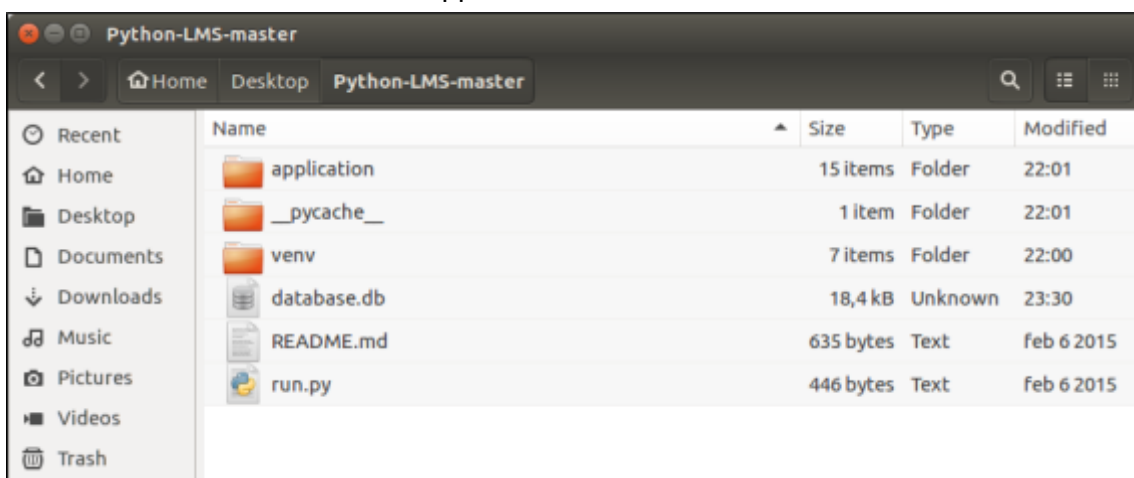 Python-LMS-master
Home Desktop Python-LMS-master
Name Size Type Modified
Recent
Home
Desktop
Documents
Downloads
Music
Pictures
Videos
Trash
application 15 items Folder 22:01
__pycache__ 1 item Folder 22:01
venv 7 items Folder 22:00
database.db 18,4 kB Unknown 23:30
README.md 635 bytes Text feb 6 2015
run.py 446 bytes Text feb 6 2015